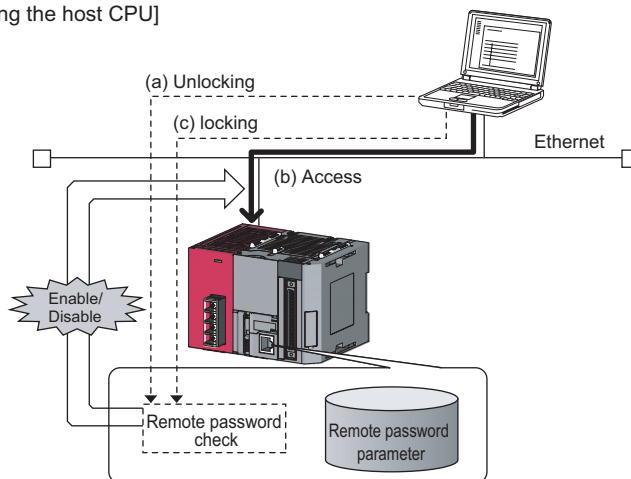 ng the host CPU]
(a) Unlocking
(c) locking
Ethernet
(b) Access
Enable/
Disable
Remote password
check
Remote password
parameter